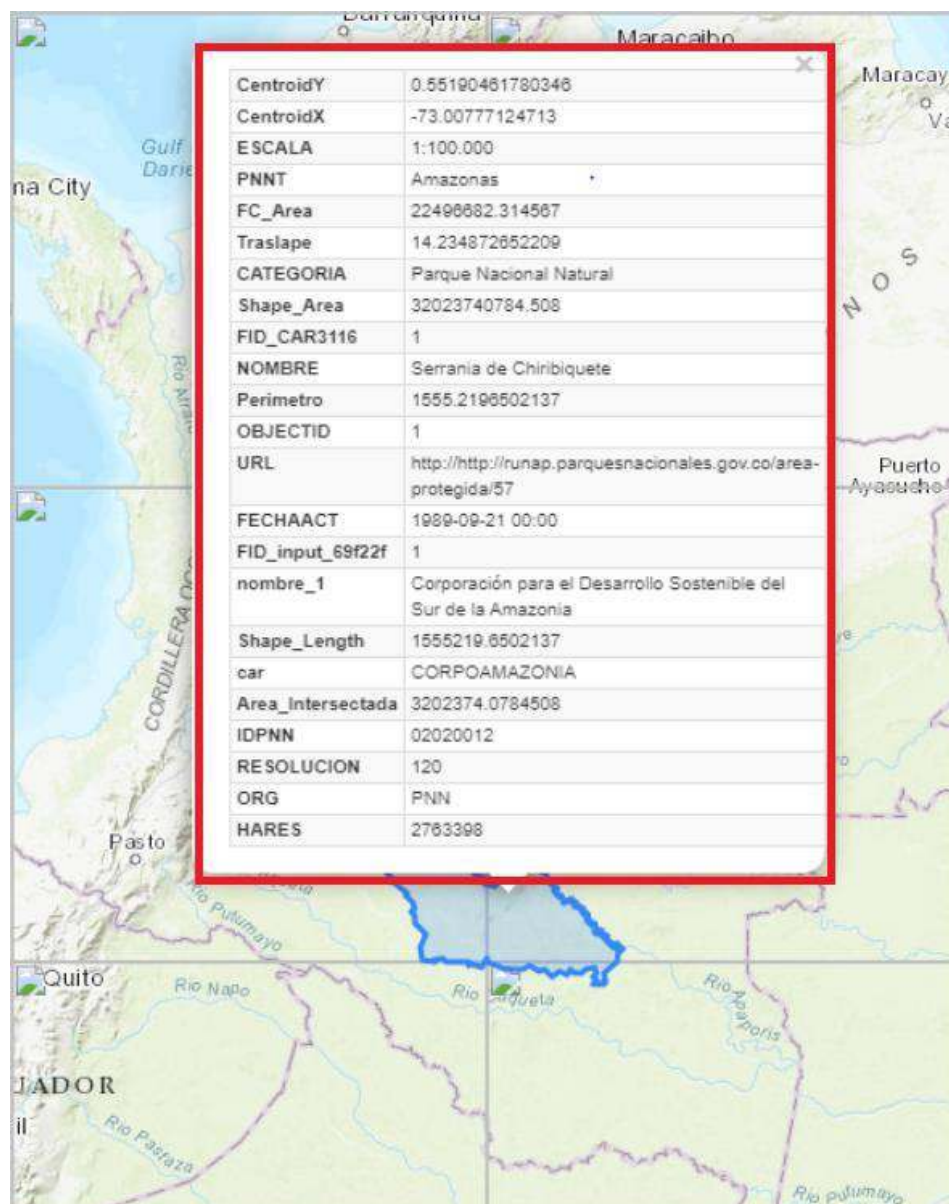 Maracaibo
Maracay
Gulf
na City
CentroidY 0.55190461780346
CentroidX -73.00777124713
ESCALA 1:100.000
PNNT Amazonas
FC_Area 22496682.314567
Traslape 14.234872652209
CATEGORIA Parque Nacional Natural
Shape_Area 32023740784.508
FID_CAR3116 1
NOMBRE Serrania de Chiribiquete
Perimetro 1555.2196502137
OBJECTID 1
URL http://http://runap.parquesnacionales.gov.co/area-
protegida/57
FECHAACT 1989-09-21 00:00
FID_input_69f22f 1
nombre_1 Corporación para el Desarrollo Sostenible del
Sur de la Amazonia
Shape_Length 1555219.6502137
car CORPOAMAZONIA
Area_Intersectada 3202374.0784508
IDPNN 02020012
RESOLUCION 120
ORG PNN
HARES 2763398
N O S
Puerto
Ayasucho
CORDILLERA
Pasto
Rio Putumayo
Quito
Rio Napo
Rio
Rio Apaporis
UADOR
il
Rio Pastaza
Rio Putumayo